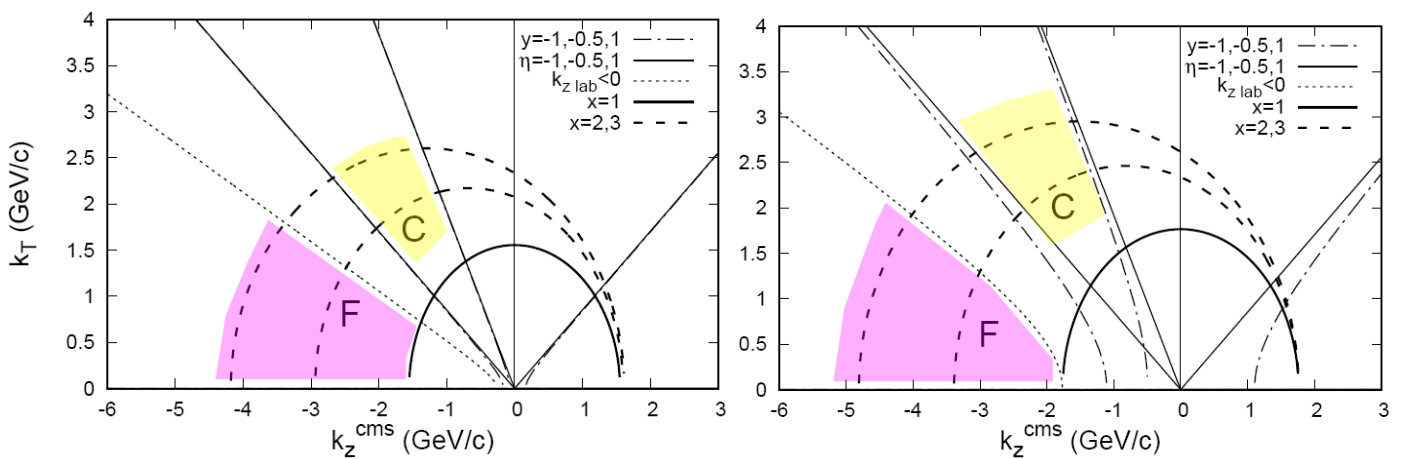 4
3.5
3
2.5
2
1.5
1
0.5
0
k_T (GeV/c)
-6 -5 -4 -3 -2 -1 0 1 2 3
k_z^cms (GeV/c)
y=-1,-0.5,1
η=-1,-0.5,1
k_z lab<0
x=1
x=2,3
C
F
4
3.5
3
2.5
2
1.5
1
0.5
0
-6 -5 -4 -3 -2 -1 0 1 2 3
k_z^cms (GeV/c)
y=-1,-0.5,1
η=-1,-0.5,1
k_z lab<0
x=1
x=2,3
C
F